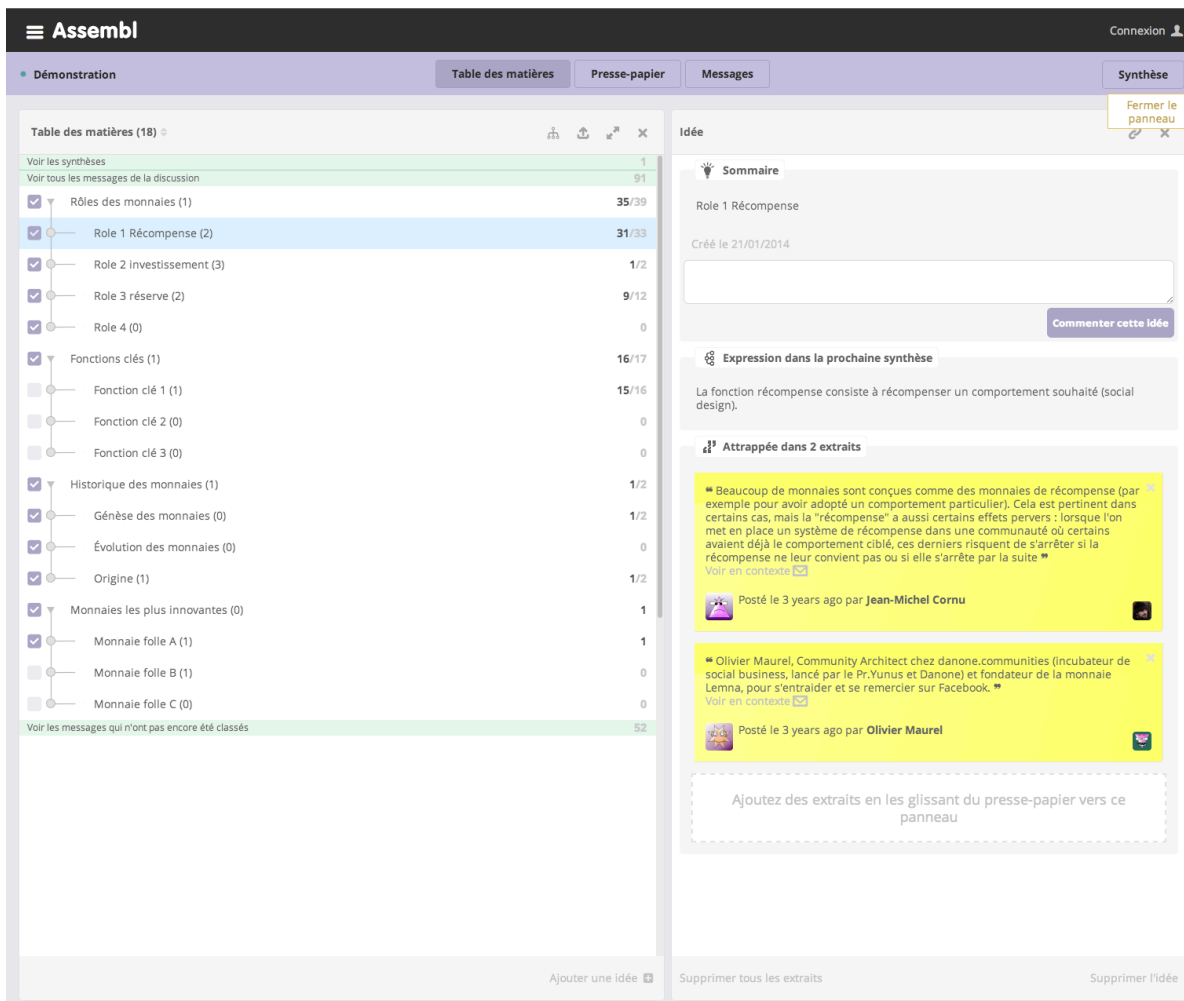 Assembl
Connexion
Démonstration
Table des matières
Presse-papier
Messages
Synthèse
Fermer le
panneau
Table des matières (18)
Voir les synthèses 1
Voir tous les messages de la discussion 91
Rôles des monnaies (1) 35/39
Role 1 Récompense (2) 31/33
Role 2 investissement (3) 1/2
Role 3 réserve (2) 9/12
Role 4 (0) 0
Fonctions clés (1) 16/17
Fonction clé 1 (1) 15/16
Fonction clé 2 (0) 0
Fonction clé 3 (0) 0
Historique des monnaies (1) 1/2
Génèse des monnaies (0) 1/2
Évolution des monnaies (0) 0
Origine (1) 1/2
Monnaies les plus innovantes (0) 1
Monnaie folle A (1) 1
Monnaie folle B (1) 0
Monnaie folle C (0) 0
Voir les messages qui n'ont pas encore été classés 52
Ajouter une idée
Idée
Sommaire
Role 1 Récompense
Créé le 21/01/2014
Commenter cette idée
Expression dans la prochaine synthèse
La fonction récompense consiste à récompenser un comportement souhaité (social
design).
Attrappée dans 2 extraits
❝ Beaucoup de monnaies sont conçues comme des monnaies de récompense (par
exemple pour avoir adopté un comportement particulier). Cela est pertinent dans
certains cas, mais la "récompense" a aussi certains effets pervers : lorsque l'on
met en place un système de récompense dans une communauté où certains
avaient déjà le comportement ciblé, ces derniers risquent de s'arrêter si la
récompense ne leur convient pas ou si elle s'arrête par la suite ❞
Voir en contexte
Posté le 3 years ago par Jean-Michel Cornu
❝ Olivier Maurel, Community Architect chez danone.communities (incubateur de
social business, lancé par le Pr.Yunus et Danone) et fondateur de la monnaie
Lemna, pour s'entraider et se remercier sur Facebook. ❞
Voir en contexte
Posté le 3 years ago par Olivier Maurel
Ajoutez des extraits en les glissant du presse-papier vers ce
panneau
Supprimer tous les extraits
Supprimer l'idée